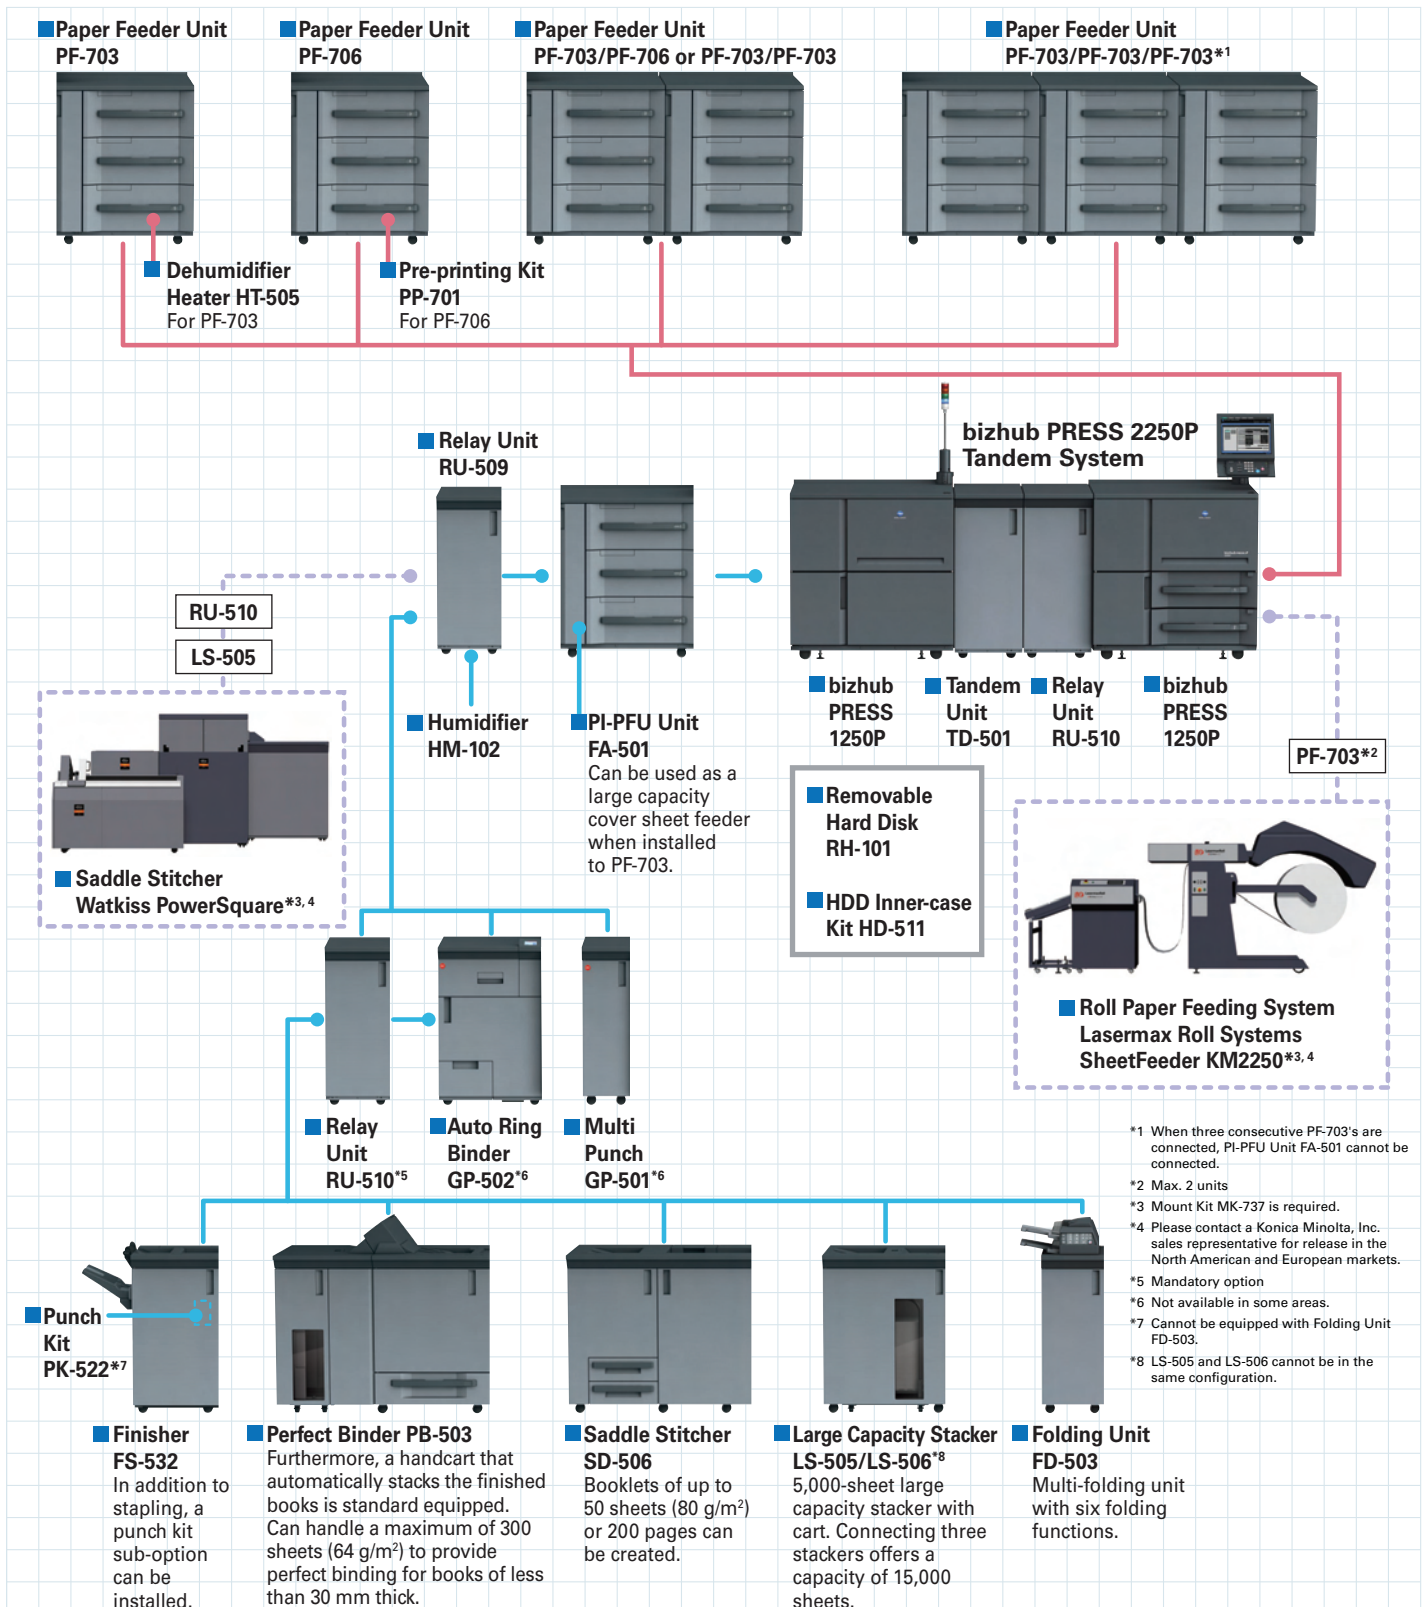 Paper Feeder Unit
PF-703
Paper Feeder Unit
PF-706
Paper Feeder Unit
PF-703/PF-706 or PF-703/PF-703
Paper Feeder Unit
PF-703/PF-703/PF-703*1
Dehumidifier
Heater HT-505
For PF-703
Pre-printing Kit
PP-701
For PF-706
bizhub PRESS 2250P
Tandem System
Relay Unit
RU-509
RU-510
LS-505
Humidifier
HM-102
PI-PFU Unit
FA-501
Can be used as a
large capacity
cover sheet feeder
when installed
to PF-703.
bizhub
PRESS
1250P
Tandem
Unit
TD-501
Relay
Unit
RU-510
bizhub
PRESS
1250P
PF-703*2
Removable
Hard Disk
RH-101
HDD Inner-case
Kit HD-511
Saddle Stitcher
Watkiss PowerSquare*3, 4
Roll Paper Feeding System
Lasermax Roll Systems
SheetFeeder KM2250*3, 4
Relay
Unit
RU-510*5
Auto Ring
Binder
GP-502*6
Multi
Punch
GP-501*6
*1 When three consecutive PF-703's are
connected, PI-PFU Unit FA-501 cannot be
connected.
*2 Max. 2 units
*3 Mount Kit MK-737 is required.
*4 Please contact a Konica Minolta, Inc.
sales representative for release in the
North American and European markets.
*5 Mandatory option
*6 Not available in some areas.
*7 Cannot be equipped with Folding Unit
FD-503.
*8 LS-505 and LS-506 cannot be in the
same configuration.
Punch
Kit
PK-522*7
Finisher
FS-532
In addition to
stapling, a
punch kit
sub-option
can be
installed.
Perfect Binder PB-503
Furthermore, a handcart that
automatically stacks the finished
books is standard equipped.
Can handle a maximum of 300
sheets (64 g/m²) to provide
perfect binding for books of less
than 30 mm thick.
Saddle Stitcher
SD-506
Booklets of up to
50 sheets (80 g/m²)
or 200 pages can
be created.
Large Capacity Stacker
LS-505/LS-506*8
5,000-sheet large
capacity stacker with
cart. Connecting three
stackers offers a
capacity of 15,000
sheets.
Folding Unit
FD-503
Multi-folding unit
with six folding
functions.